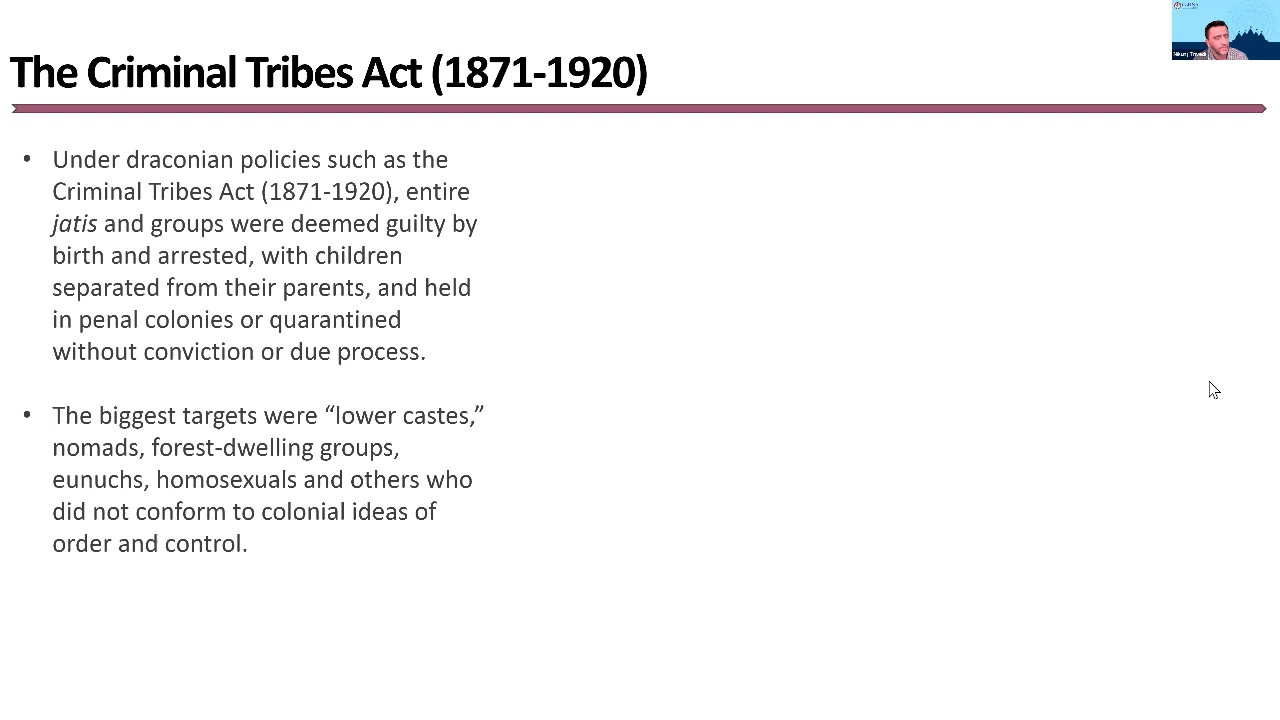 The Criminal Tribes Act (1871-1920)
• Under draconian policies such as the
Criminal Tribes Act (1871-1920), entire
jatis and groups were deemed guilty by
birth and arrested, with children
separated from their parents, and held
in penal colonies or quarantined
without conviction or due process.
• The biggest targets were “lower castes,”
nomads, forest-dwelling groups,
eunuchs, homosexuals and others who
did not conform to colonial ideas of
order and control.